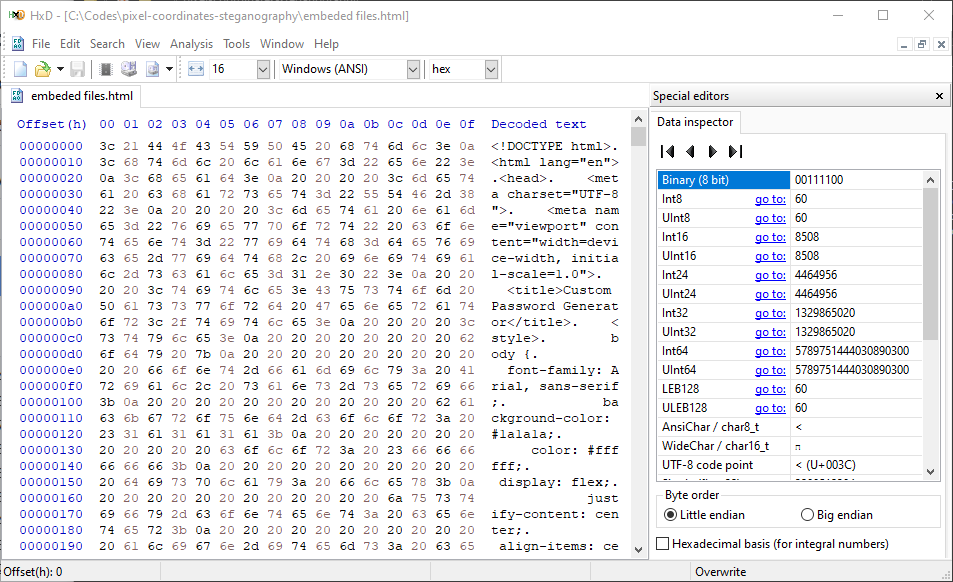 HxD - [C:\Codes\pixel-coordinates-steganography\embeded files.html]
File Edit Search View Analysis Tools Window Help
16 Windows (ANSI) hex
embeded files.html
Offset(h) 00 01 02 03 04 05 06 07 08 09 0a 0b 0c 0d 0e 0f Decoded text
00000000 3c 21 44 4f 43 54 59 50 45 20 68 74 6d 6c 3e 0a <!DOCTYPE html>.
00000010 3c 68 74 6d 6c 20 6c 61 6e 67 3d 22 65 6e 22 3e <html lang="en">
00000020 0a 3c 68 65 61 64 3e 0a 20 20 20 20 3c 6d 65 74 .<head>.    <met
00000030 61 20 63 68 61 72 73 65 74 3d 22 55 54 46 2d 38 a charset="UTF-8
00000040 22 3e 0a 20 20 20 20 3c 6d 65 74 61 20 6e 61 6d ">.    <meta nam
00000050 65 3d 22 76 69 65 77 70 6f 72 74 22 20 63 6f 6e e="viewport" con
00000060 74 65 6e 74 3d 22 77 69 64 74 68 3d 64 65 76 69 tent="width=devi
00000070 63 65 2d 77 69 64 74 68 2c 20 69 6e 69 74 69 61 ce-width, initia
00000080 6c 2d 73 63 61 6c 65 3d 31 2e 30 22 3e 0a 20 20 l-scale=1.0">.
00000090 20 20 3c 74 69 74 6c 65 3e 43 75 73 74 6f 6d 20 <title>Custom
000000a0 50 61 73 73 77 6f 72 64 20 47 65 6e 65 72 61 74 Password Generat
000000b0 6f 72 3c 2f 74 69 74 6c 65 3e 0a 20 20 20 20 3c or</title>.    <
000000c0 73 74 79 6c 65 3e 0a 20 20 20 20 20 20 20 20 62 style>.        b
000000d0 6f 64 79 20 7b 0a 20 20 20 20 20 20 20 20 20 20 ody {.
000000e0 20 20 66 6f 6e 74 2d 66 61 6d 69 6c 79 3a 20 41 font-family: A
000000f0 72 69 61 6c 2c 20 73 61 6e 73 2d 73 65 72 69 66 rial, sans-serif
00000100 3b 0a 20 20 20 20 20 20 20 20 20 20 20 20 62 61 ;.            ba
00000110 63 6b 67 72 6f 75 6e 64 2d 63 6f 6c 6f 72 3a 20 ckground-color:
00000120 23 31 61 31 61 31 61 3b 0a 20 20 20 20 20 20 20 #1a1a1a;.
00000130 20 20 20 20 20 63 6f 6c 6f 72 3a 20 23 66 66 66 color: #fff
00000140 66 66 66 3b 0a 20 20 20 20 20 20 20 20 20 20 20 fff;.
00000150 20 64 69 73 70 6c 61 79 3a 20 66 6c 65 78 3b 0a display: flex;.
00000160 20 20 20 20 20 20 20 20 20 20 20 20 6a 75 73 74 just
00000170 69 66 79 2d 63 6f 6e 74 65 6e 74 3a 20 63 65 6e ify-content: cen
00000180 74 65 72 3b 0a 20 20 20 20 20 20 20 20 20 20 20 ter;.
00000190 20 61 6c 69 67 6e 2d 69 74 65 6d 73 3a 20 63 65 align-items: ce
Special editors
Data inspector
Binary (8 bit) 00111100
Int8 go to: 60
UInt8 go to: 60
Int16 go to: 8508
UInt16 go to: 8508
Int24 go to: 4464956
UInt24 go to: 4464956
Int32 go to: 1329865020
UInt32 go to: 1329865020
Int64 go to: 5789751444030890300
UInt64 go to: 5789751444030890300
LEB128 go to: 60
ULEB128 go to: 60
AnsiChar / char8_t <
WideChar / char16_t
UTF-8 code point < (U+003C)
Byte order
Little endian Big endian
Hexadecimal basis (for integral numbers)
Offset(h): 0 Overwrite